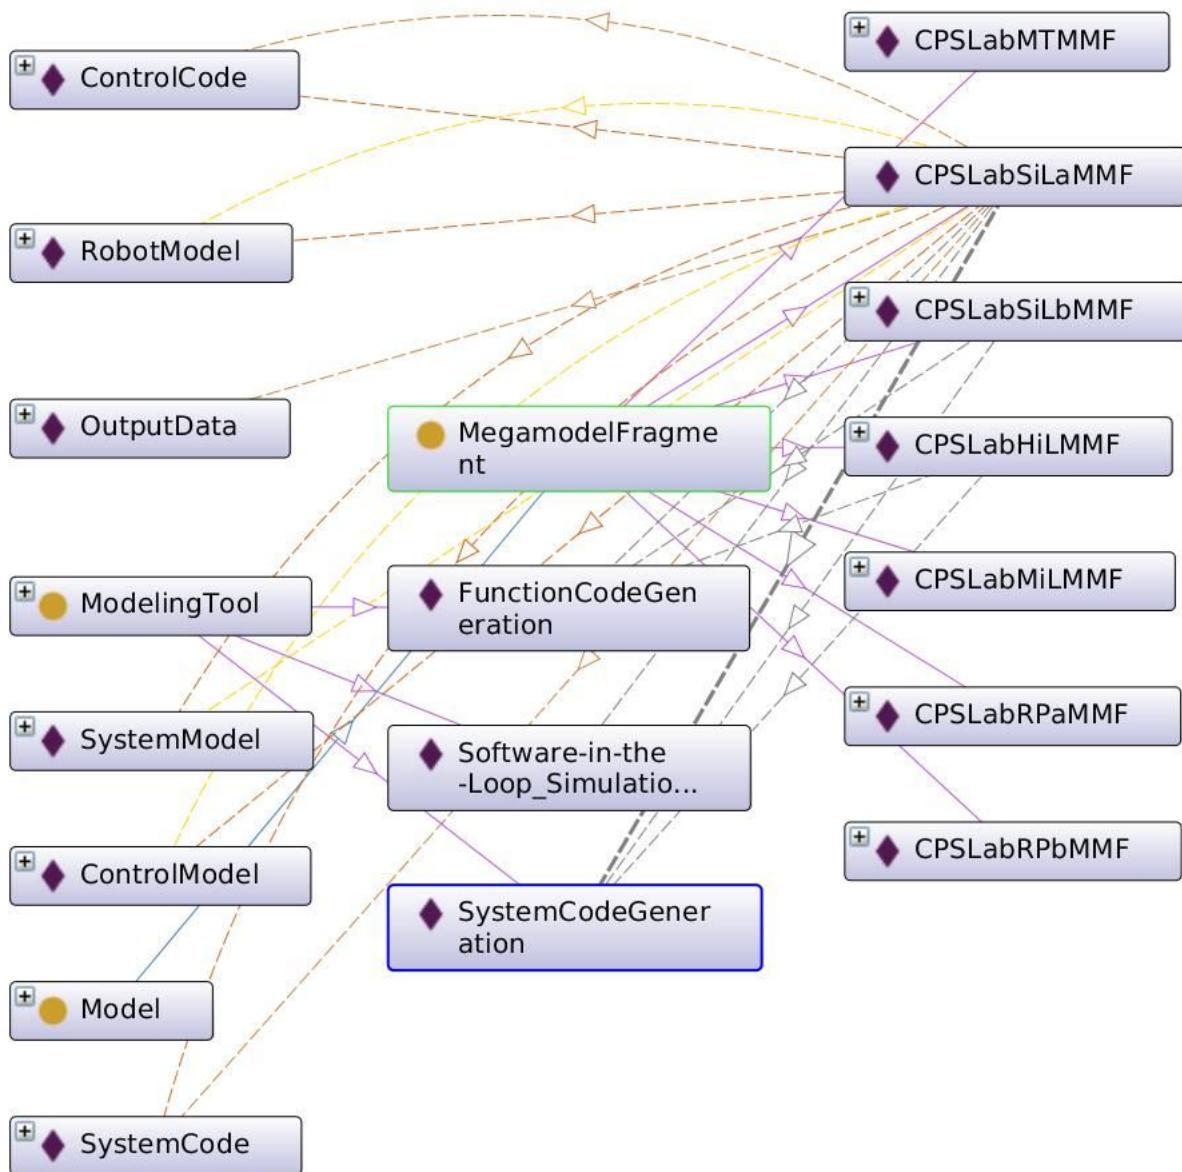 ControlCode
RobotModel
OutputData
ModelingTool
SystemModel
ControlModel
Model
SystemCode
MegamodelFragme
nt
FunctionCodeGen
eration
Software-in-the
-Loop_Simulatio...
SystemCodeGener
ation
CPSLabMTMMF
CPSLabSiLaMMF
CPSLabSiLbMMF
CPSLabHiLMMF
CPSLabMiLMMF
CPSLabRPaMMF
CPSLabRPbMMF